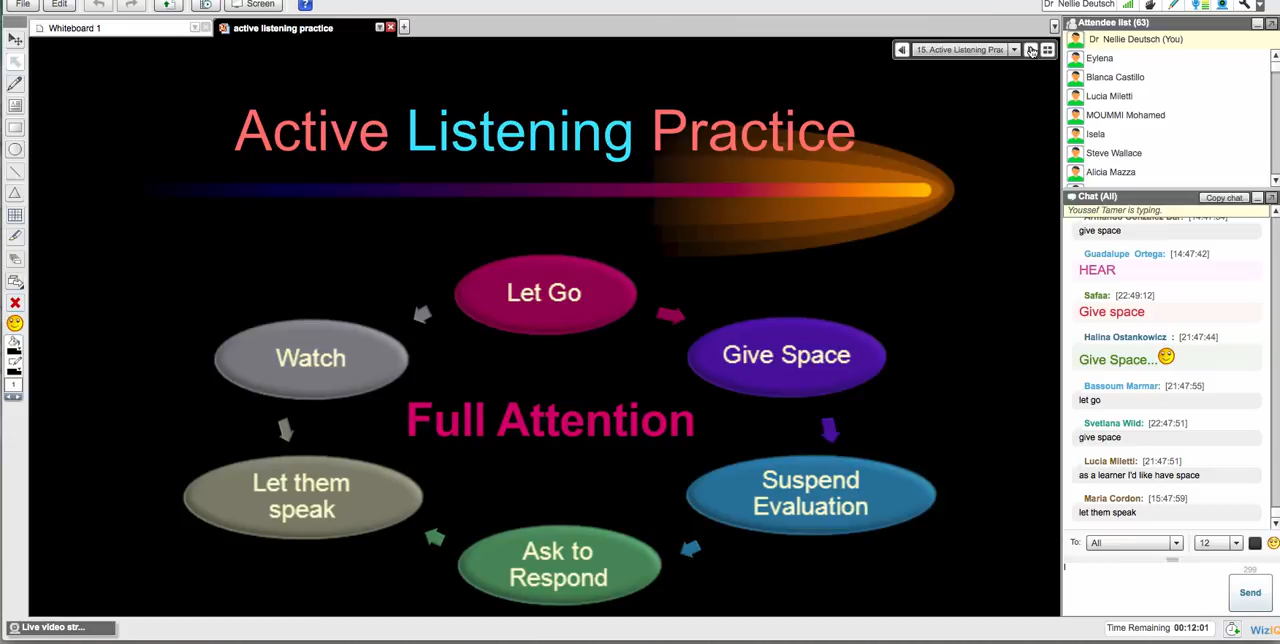 File
Edit
Screen
?
Dr Nellie Deutsch
Whiteboard 1
active listening practice
+
15. Active Listening Prac
Attendee list (63)
Dr Nellie Deutsch (You)
Eylena
Blanca Castillo
Lucia Miletti
MOUMMI Mohamed
Isela
Steve Wallace
Alicia Mazza
Chat (All)
Copy chat
Youssef Tamer is typing.
give space
Guadalupe Ortega: [14:47:42]
HEAR
Safaa: [22:49:12]
Give space
Halina Ostankowicz : [21:47:44]
Give Space...
Bassoum Marmar: [21:47:55]
let go
Svetlana Wild: [22:47:51]
give space
Lucia Miletti: [21:47:51]
as a learner I'd like have space
Maria Cordon: [15:47:59]
let them speak
To:
All
12
299
Send
Time Remaining 00:12:01
Active Listening Practice
Let Go
Give Space
Suspend
Evaluation
Ask to
Respond
Let them
speak
Watch
Full Attention
1
Live video str...